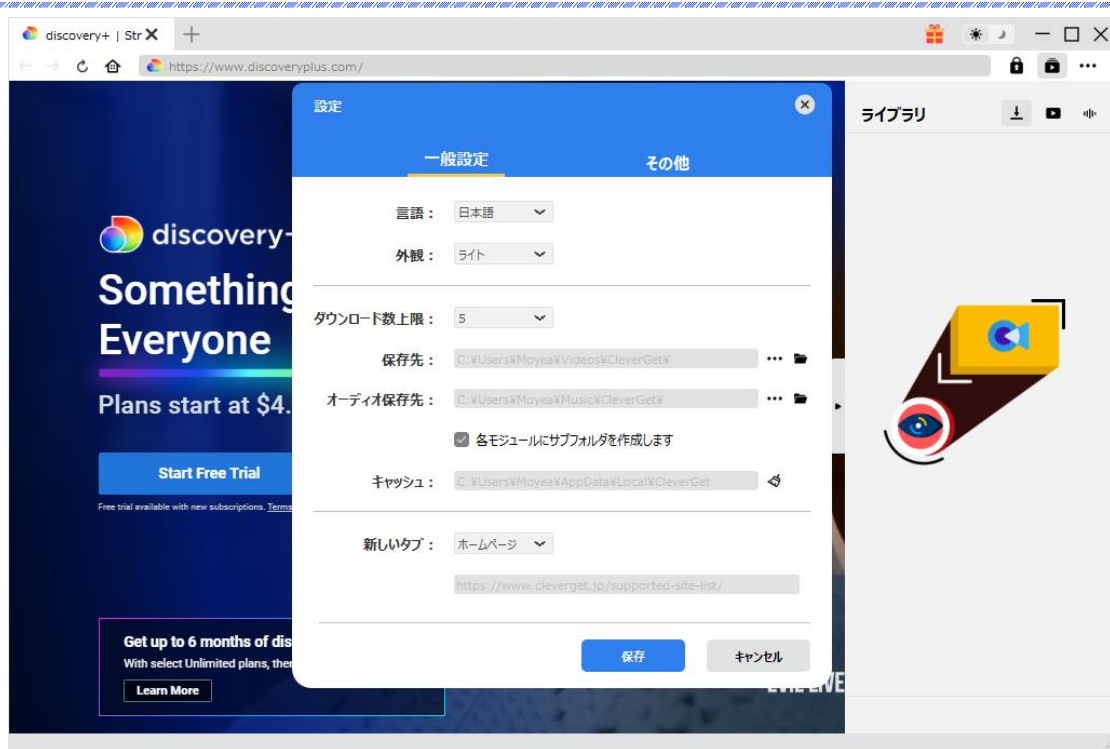 discovery+ | Str
https://www.discoveryplus.com/
設定
一般設定
その他
ライブラリ
言語：
日本語
外観：
ライト
discovery
Something
Everyone
ダウンロード数上限：
5
保存先：
C:¥Users¥Moyea¥Videos¥CleverGet¥
Plans start at $4.
オーディオ保存先：
C:¥Users¥Moyea¥Music¥CleverGet¥
各モジュールにサブフォルダを作成します
Start Free Trial
キャッシュ：
C:¥Users¥Moyea¥AppData¥Local¥CleverGet
Free trial available with new subscriptions. Terms
新しいタブ：
ホームページ
https://www.cleverget.jp/supported-site-list/
Get up to 6 months of dis
With select Unlimited plans, ther
Learn More
保存
キャンセル